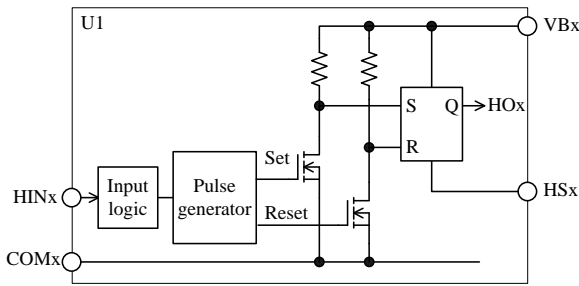 U1
VBx
S
Q
HOx
R
Set
HINx
Input
logic
Pulse
generator
HSx
Reset
COMx